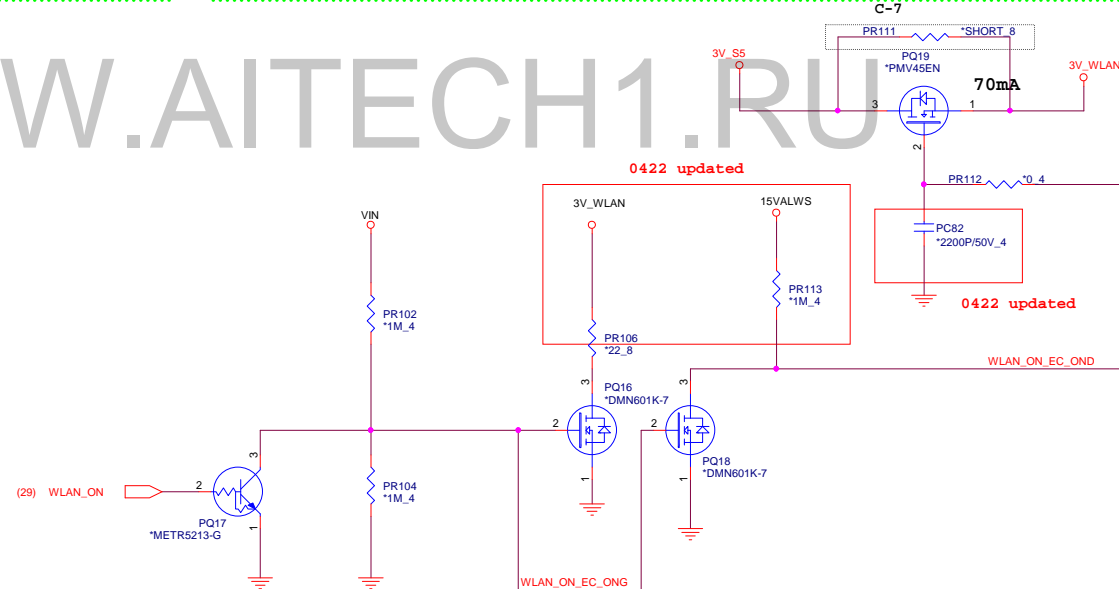 C-7
PR111
*SHORT_8
3V_S5
PQ19
*PMV45EN
3V_WLAN
70mA
3
1
2
W.AITECH1.RU
0422 updated
PR112
*0_4
3V_WLAN
15VALWS
VIN
PC82
*2200P/50V_4
PR113
*1M_4
0422 updated
PR102
*1M_4
PR106
*22_8
WLAN_ON_EC_OND
3
3
PQ16
*DMN601K-7
2
2
3
PQ18
*DMN601K-7
1
1
(29) WLAN_ON
2
PR104
*1M_4
PQ17
*METR5213-G
1
WLAN_ON_EC_ONG